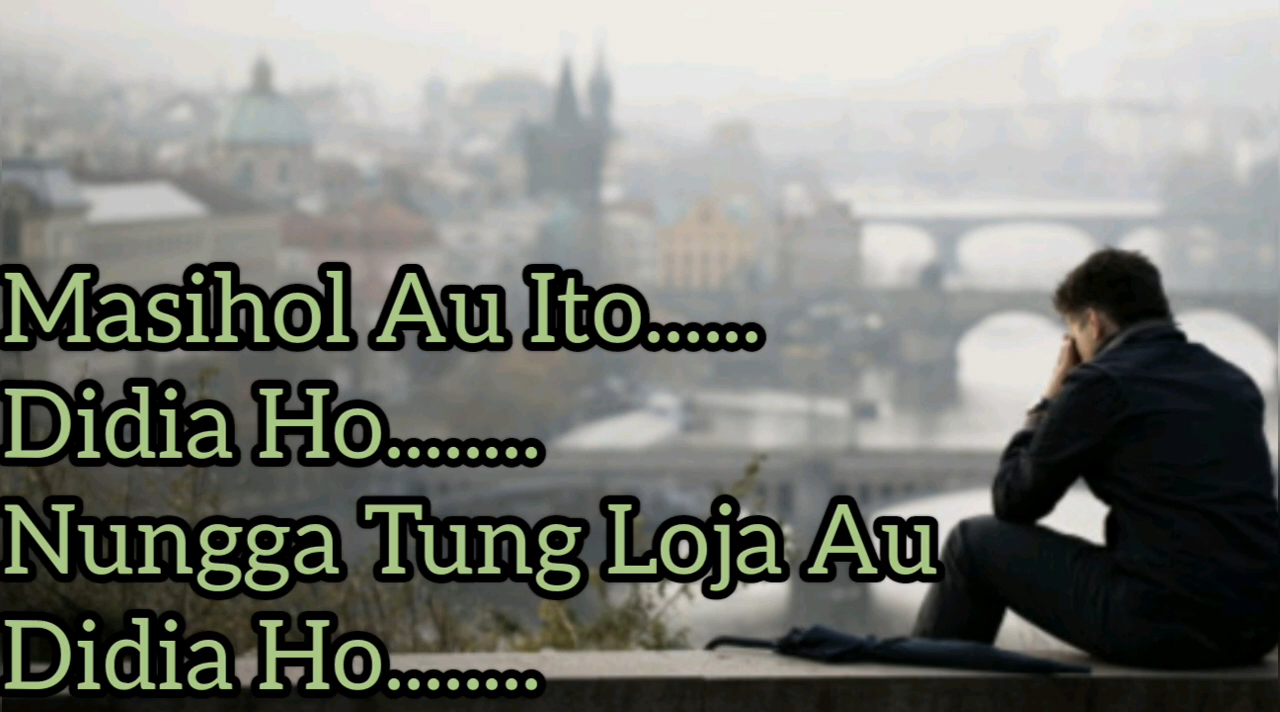 Masihol Au Ito......
Didia Ho........
Nungga Tung Loja Au
Didia Ho........